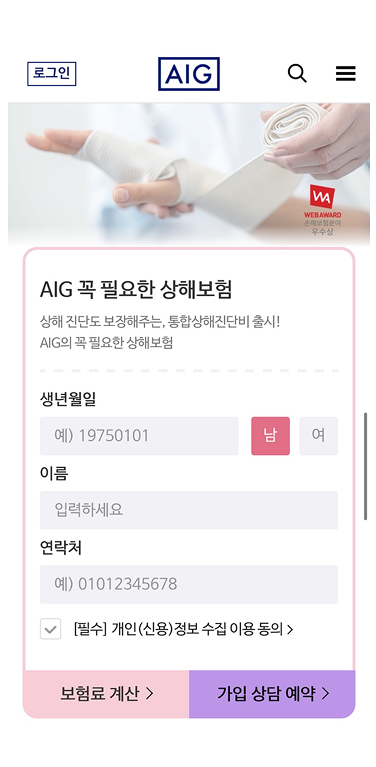 로그인
AIG
WA
WEB AWARD
손해보험분야
우수상
AIG 꼭 필요한 상해보험
상해 진단도 보장해주는, 통합상해진단비 출시!
AIG의 꼭 필요한 상해보험
생년월일
예) 19750101
남
여
이름
입력하세요
연락처
예) 01012345678
[필수] 개인(신용)정보 수집 이용 동의 >
보험료 계산 >
가입 상담 예약 >